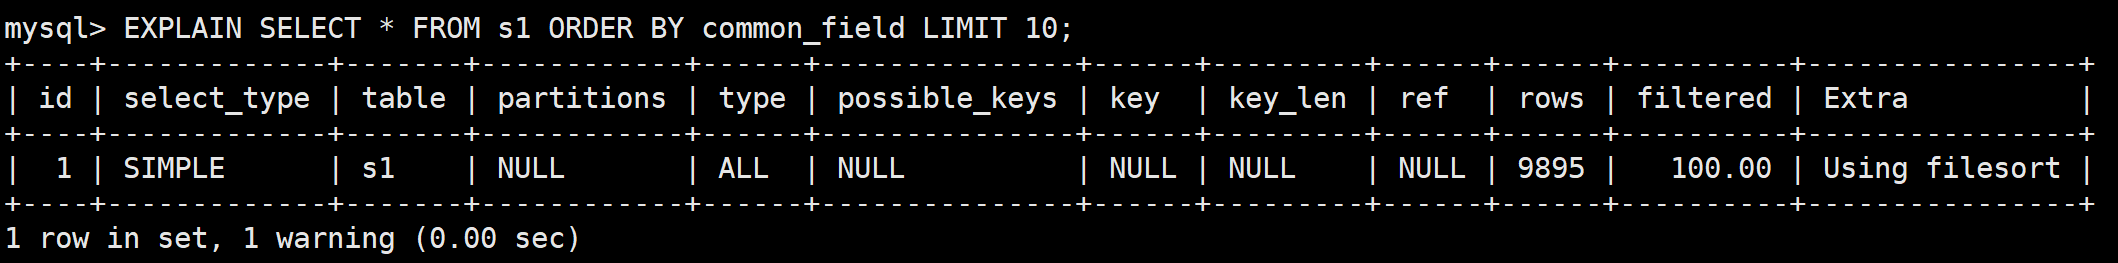 mysql> EXPLAIN SELECT * FROM s1 ORDER BY common_field LIMIT 10;
+----+-------------+-------+------------+------+---------------+------+---------+------+------+----------+----------------+
| id | select_type | table | partitions | type | possible_keys | key  | key_len | ref  | rows | filtered | Extra          |
+----+-------------+-------+------------+------+---------------+------+---------+------+------+----------+----------------+
|  1 | SIMPLE      | s1    | NULL       | ALL  | NULL          | NULL | NULL    | NULL | 9895 |   100.00 | Using filesort |
+----+-------------+-------+------------+------+---------------+------+---------+------+------+----------+----------------+
1 row in set, 1 warning (0.00 sec)